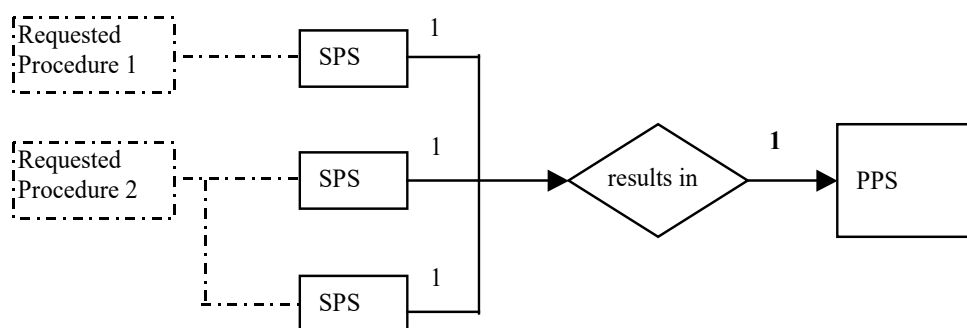 Requested
Procedure 1
SPS
1
Requested
Procedure 2
SPS
1
results in
1
PPS
SPS
1